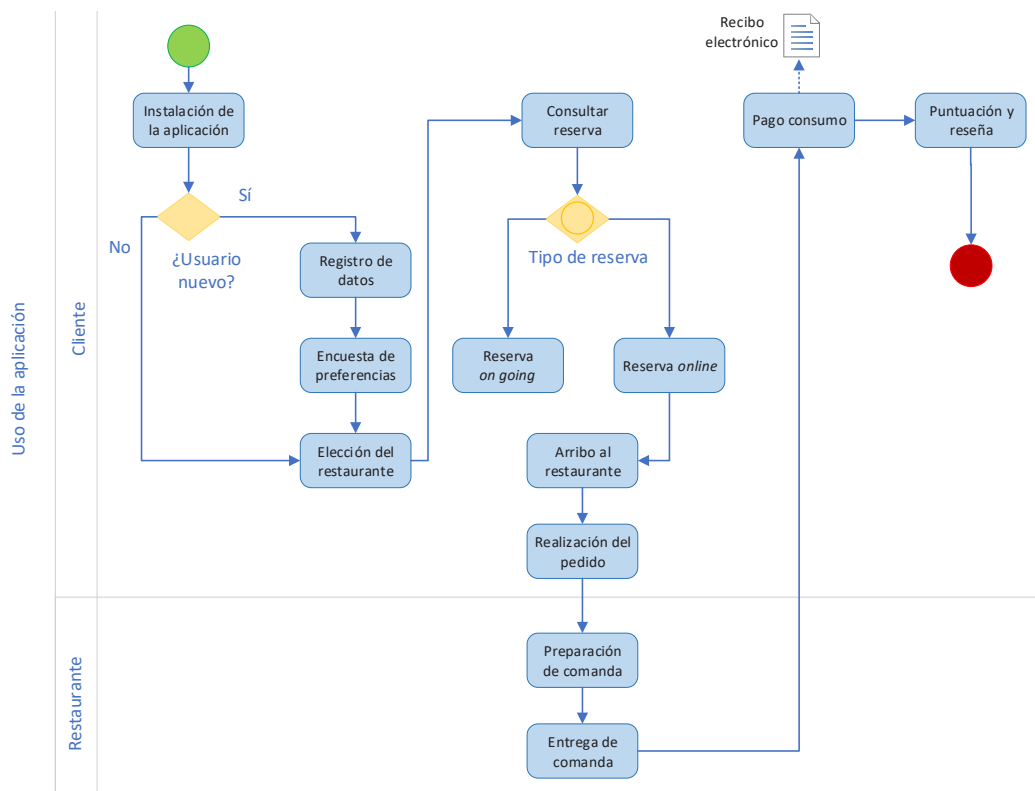 Uso de la aplicación
Cliente
Restaurante
Instalación de
la aplicación
Sí
No
¿Usuario
nuevo?
Registro de
datos
Encuesta de
preferencias
Elección del
restaurante
Consultar
reserva
Tipo de reserva
Reserva
on going
Reserva online
Arribo al
restaurante
Realización del
pedido
Preparación
de comanda
Entrega de
comanda
Recibo
electrónico
Pago consumo
Puntuación y
reseña